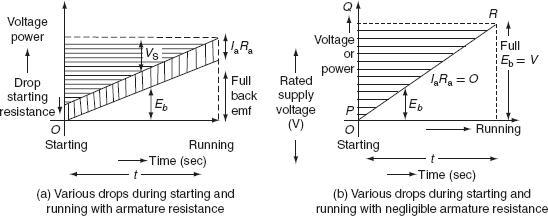 Voltage
power
Drop
starting
resistance
O
Starting
Running
Time (sec)
t
V_S
E_b
I_aR_a
Full
back
emf
(a) Various drops during starting and
running with armature resistance
Rated
supply
voltage
(V)
Q
R
Voltage
or
power
P
O
I_aR_a = O
E_b
Full
E_b = V
Running
Starting
t
Time (sec)
(b) Various drops during starting and
running with negligible armature resistance